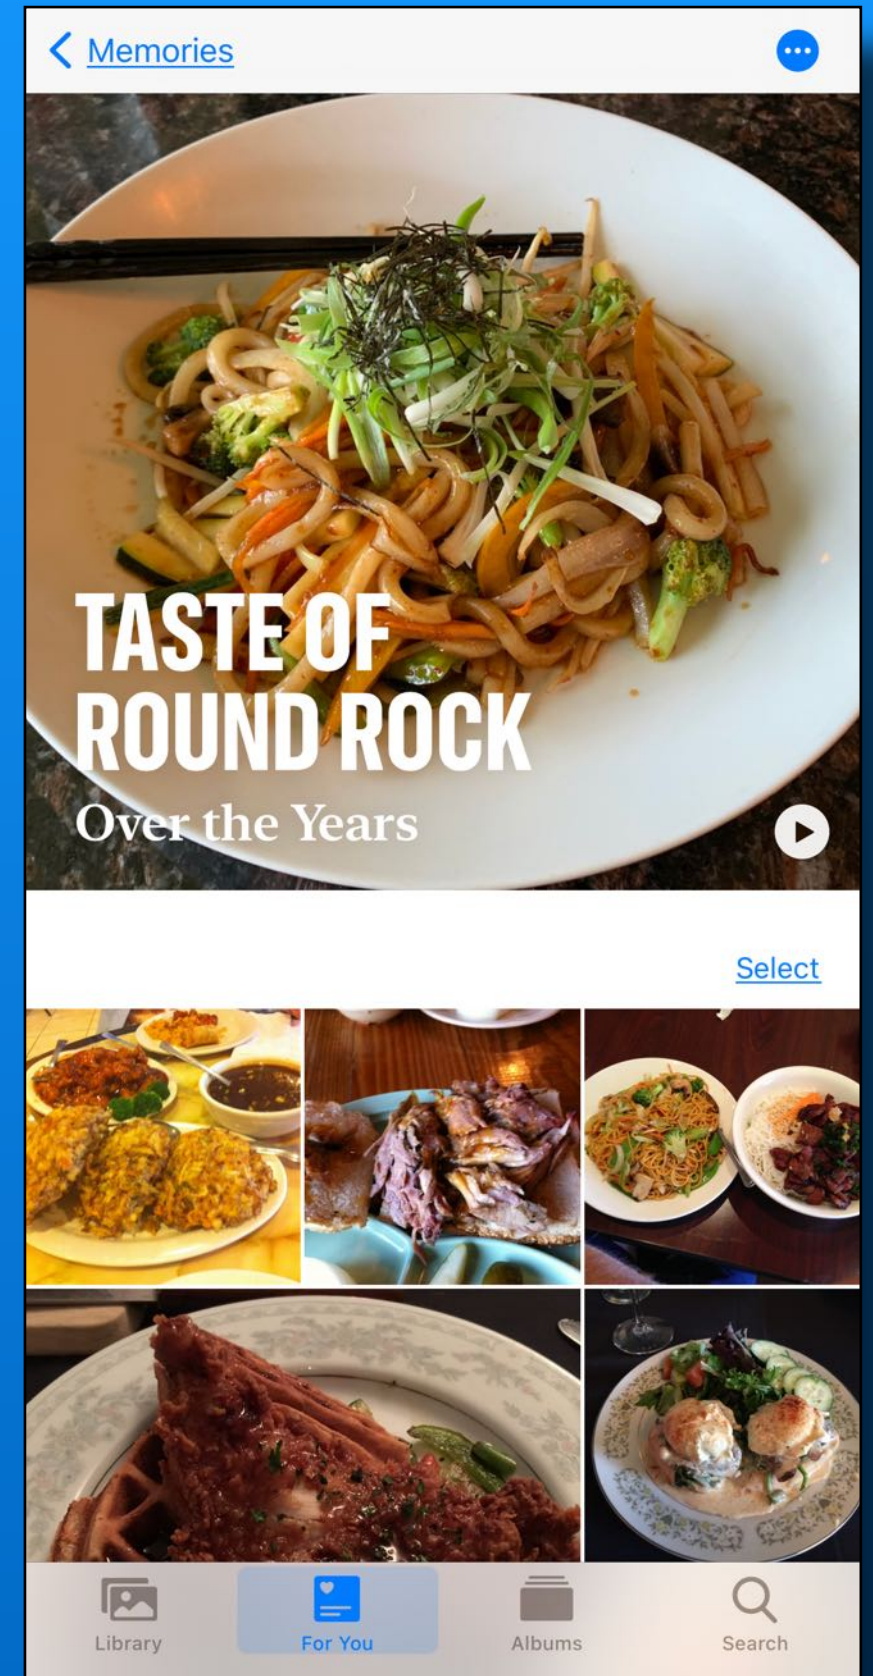 Memories
TASTE OF
ROUND ROCK
Over the Years
Select
Library
For You
Albums
Search